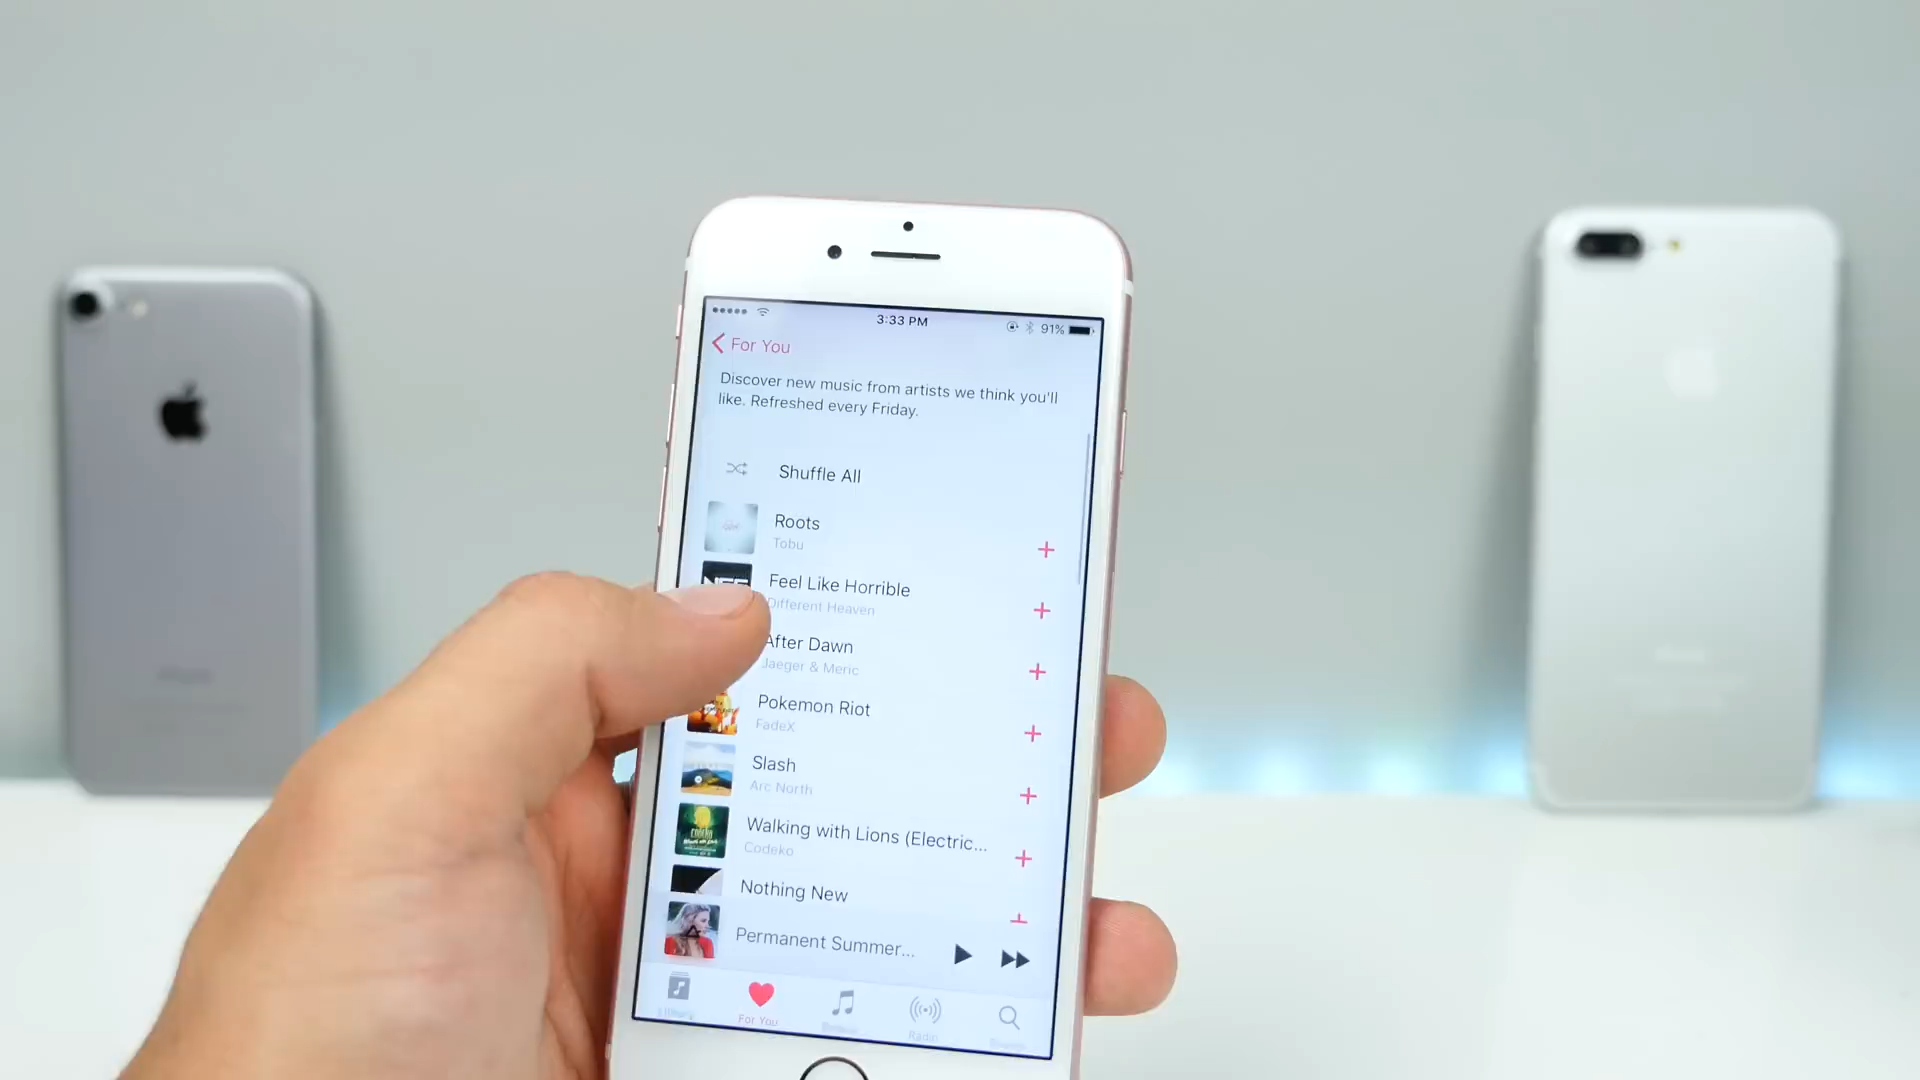 3:33 PM
91%
For You
Discover new music from artists we think you'll
like. Refreshed every Friday.
Shuffle All
Roots
Tobu
Feel Like Horrible
Different Heaven
After Dawn
Jaeger & Meric
Pokemon Riot
FadeX
Slash
Arc North
Walking with Lions (Electric...
Codeko
CODEKO
Nothing New
Permanent Summer...
For You
Radio